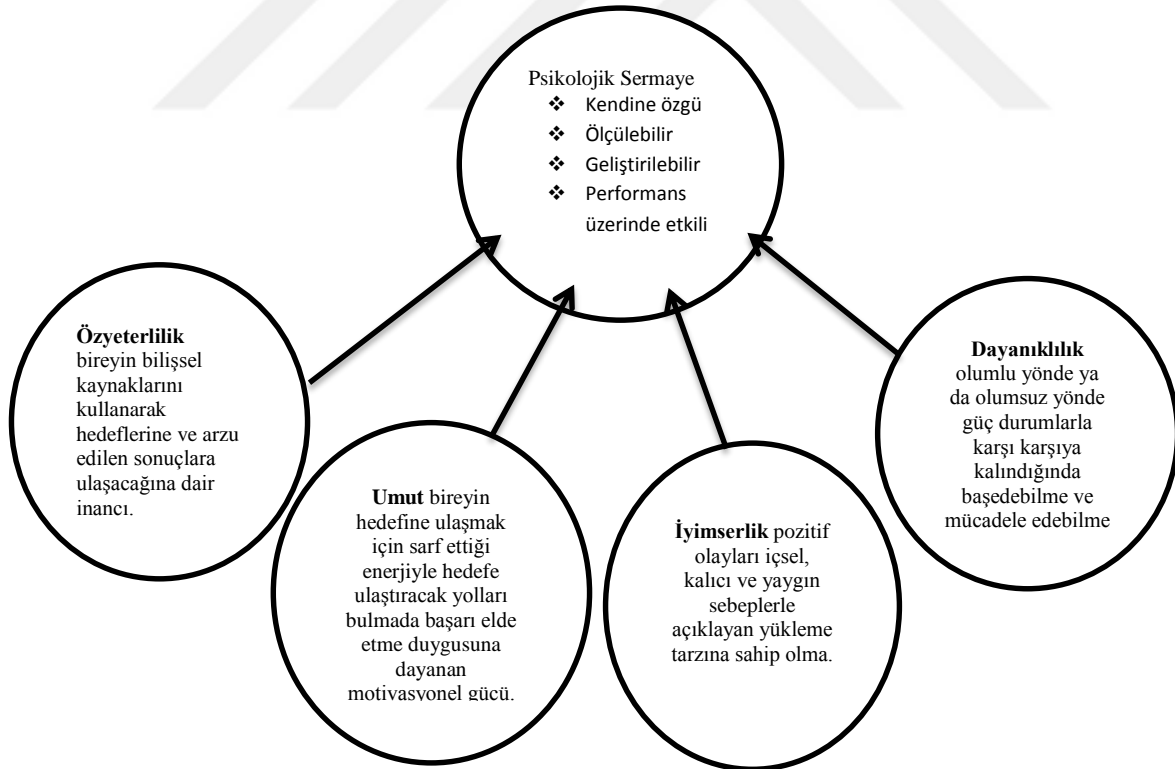 Psikolojik Sermaye
❖ Kendine özgü
❖ Ölçülebilir
❖ Geliştirilebilir
❖ Performans
üzerinde etkili
Özyeterlilik
bireyin bilişsel
kaynaklarını
kullanarak
hedeflerine ve arzu
edilen sonuçlara
ulaşacağına dair
inancı.
Umut bireyin
hedefine ulaşmak
için sarf ettiği
enerjiyle hedefe
ulaştıracak yolları
bulmada başarı elde
etme duygusuna
dayanan
motivasyonel gücü.
İyimserlik pozitif
olayları içsel,
kalıcı ve yaygın
sebeplerle
açıklayan yükleme
tarzına sahip olma.
Dayanıklılık
olumlu yönde ya
da olumsuz yönde
güç durumlarla
karşı karşıya
kalındığında
başedebilme ve
mücadele edebilme